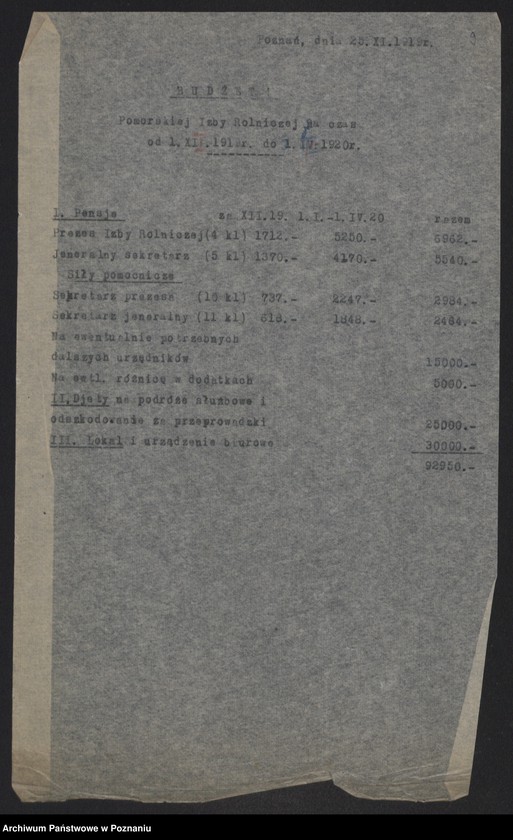 Poznań, dnia 25.XI.1919r.
9
BUDŻET
Pomorskiej Izby Rolniczej na czas
od 1.XII.1919r. do 1.IV.1920r.
I. Pensje za XII.19. 1.I.-1.IV.20 razem
Prezes Izby Rolniczej(4 kl) 1712.- 5250.- 6962.-
Jeneralny sekretarz (5 kl) 1370.- 4170.- 5540.-
Siły pomocnicze
Sekretarz prezesa (10 kl) 737.- 2247.- 2984.-
Sekretarz jeneralny (11 kl) 616.- 1848.- 2464.-
Na ewentualnie potrzebnych
dalszych urzędników 15000.-
Na ewtl. różnicę w dodatkach 5000.-
II.Djety na podróże służbowe i
odszkodowanie za przeprowadzki 25000.-
III. Lokal i urządzenie biurowe 30000.-
92950.-
Archiwum Państwowe w Poznaniu